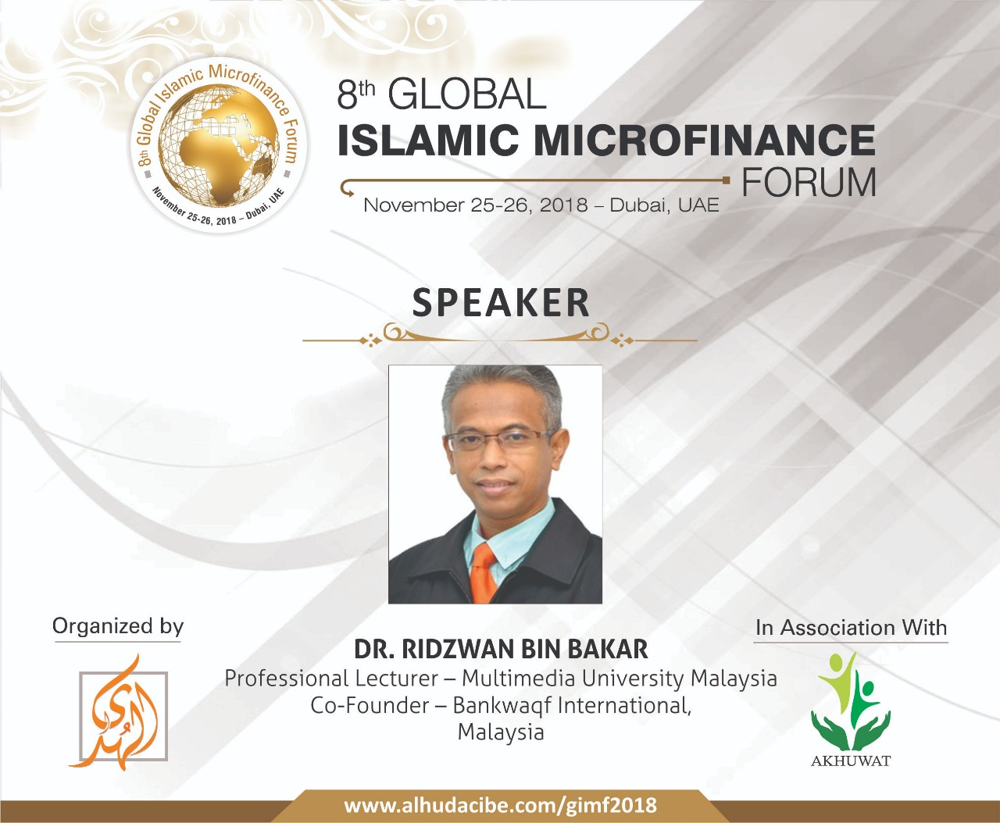 8th Global Islamic Microfinance Forum
November 25-26, 2018 – Dubai, UAE
8th GLOBAL
ISLAMIC MICROFINANCE
FORUM
November 25-26, 2018 – Dubai, UAE
SPEAKER
Organized by
الهُدى
In Association With
AKHUWAT
DR. RIDZWAN BIN BAKAR
Professional Lecturer – Multimedia University Malaysia
Co-Founder – Bankwaqf International,
Malaysia
www.alhudacibe.com/gimf2018